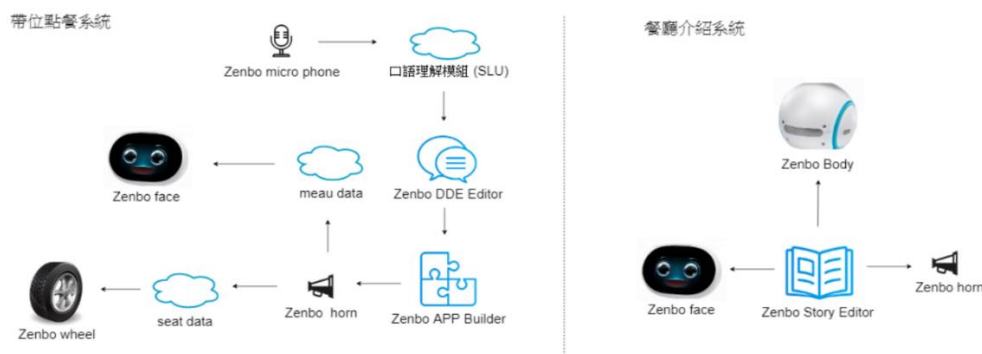 帶位點餐系統
餐廳介紹系統
Zenbo micro phone
口語理解模組 (SLU)
Zenbo Body
Zenbo face
meau data
Zenbo DDE Editor
Zenbo wheel
seat data
Zenbo horn
Zenbo APP Builder
Zenbo face
Zenbo Story Editor
Zenbo horn